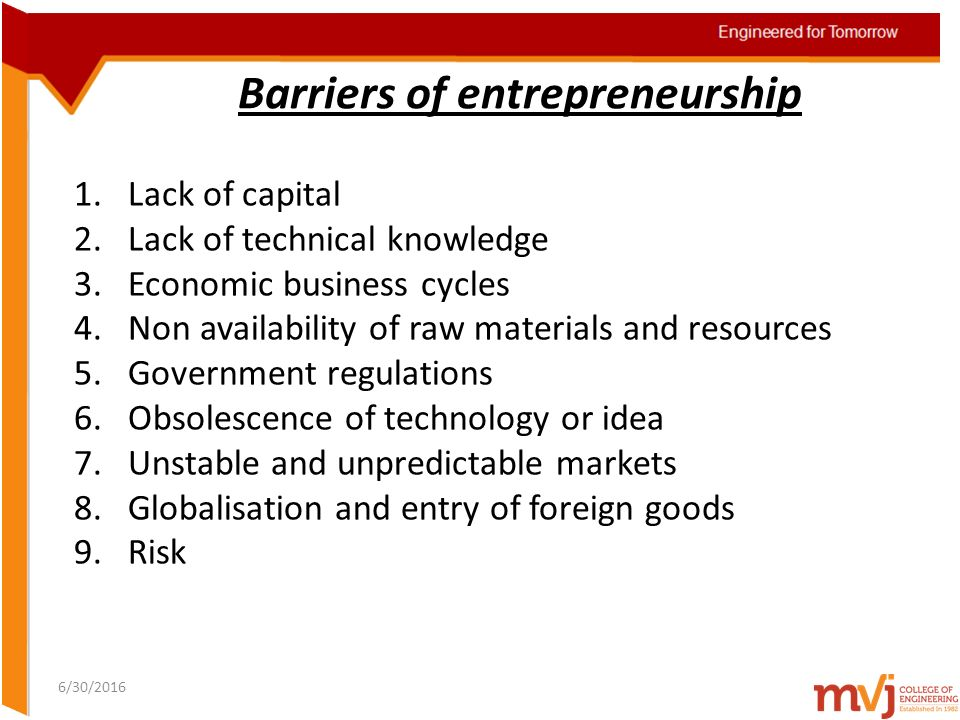 Engineered for Tomorrow
Barriers of entrepreneurship
1. Lack of capital
2. Lack of technical knowledge
3. Economic business cycles
4. Non availability of raw materials and resources
5. Government regulations
6. Obsolescence of technology or idea
7. Unstable and unpredictable markets
8. Globalisation and entry of foreign goods
9. Risk
6/30/2016
mvj
COLLEGE OF
ENGINEERING
Established in 1982